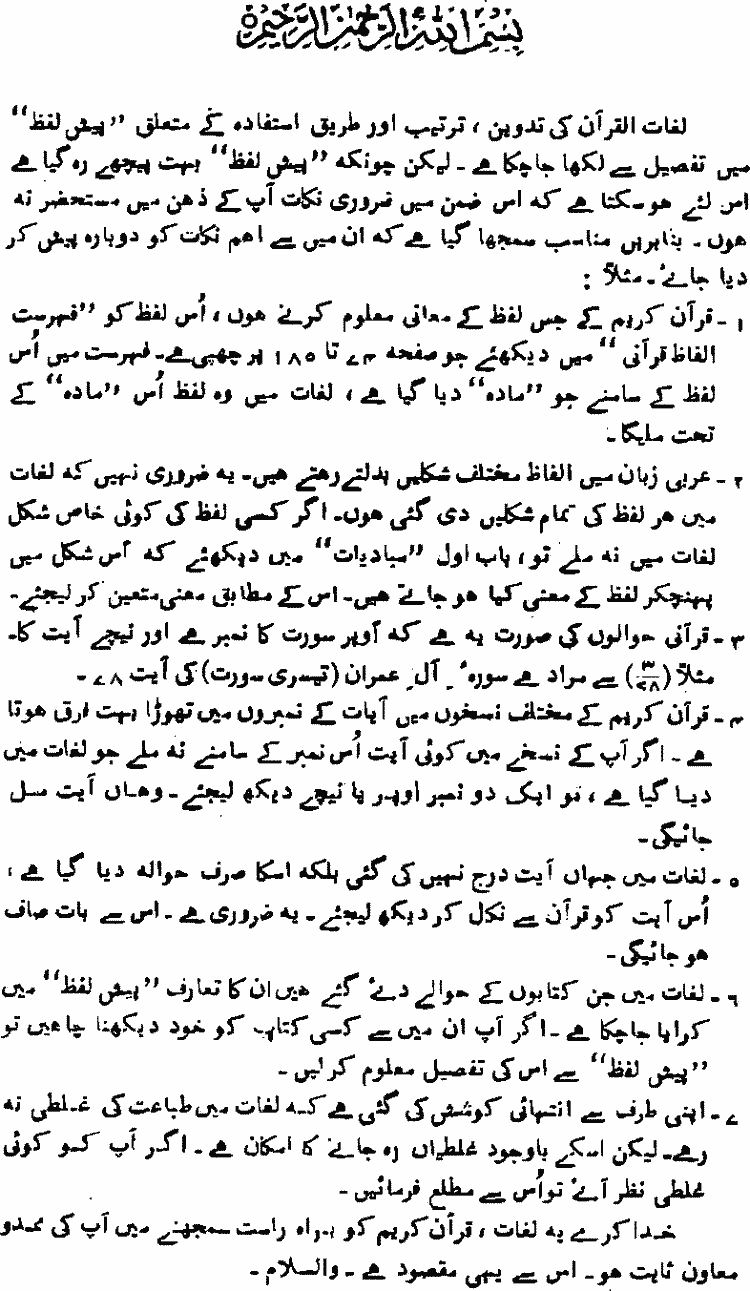 بِسْمِ اللهِ الرَّحْمٰنِ الرَّحِيْمِ
لغات القرآن کی تدوین ، ترتیب اور طریق استفادہ کے متعلق ”پیش لفظ“
میں تفصیل سے لکھا جاچکا ہے ۔ لیکن چونکہ ”پیش لفظ“ بہت پیچھے رہ گیا ہے
اس لئے ہوسکتا ہے کہ اس ضمن میں ضروری نکات آپ کے ذہن میں مستحضر نہ
ہوں ۔ بنابریں مناسب سمجھا گیا ہے کہ ان میں سے اہم نکات کو دوبارہ پیش کر
دیا جائے ۔ مثلاً :
۱ ۔ قرآن کریم کے جس لفظ کے معانی معلوم کرنے ہوں ، اُس لفظ کو ”فہرست
الفاظ قرآنی“ میں دیکھئے جو صفحہ ۲۷ تا ۱۸۵ پر چھپی ہے۔ فہرست میں اُس
لفظ کے سامنے جو ”مادہ“ دیا گیا ہے ، لغات میں وہ لفظ اُس ”مادہ“ کے
تحت ملیگا ۔
۲ ۔ عربی زبان میں الفاظ مختلف شکلیں بدلتے رہتے ہیں۔ یہ ضروری نہیں کہ لغات
میں ہر لفظ کی تمام شکلیں دی گئی ہوں۔ اگر کسی لفظ کی کوئی خاص شکل
لغات میں نہ ملے تو ، باب اول ”مبادیات“ میں دیکھئے کہ اُس شکل میں
پہنچکر لفظ کے معنی کیا ہو جاتے ہیں۔ اس کے مطابق معنی متعین کر لیجئے۔
۳ ۔ قرآنی حوالوں کی صورت یہ ہے کہ اُوپر سورت کا نمبر ہے اور نیچے آیت کا۔
مثلاً (۳/۷۸) سے مراد ہے سورہٴ ِ آل ِ عمران (تیسری سورت) کی آیت ۷۸ ۔
۴ ۔ قرآن کریم کے مختلف نسخوں میں آیات کے نمبروں میں تھوڑا بہت فرق ہوتا
ہے ۔ اگر آپ کے نسخے میں کوئی آیت اُس نمبر کے سامنے نہ ملے جو لغات میں
دیا گیا ہے ، تو ایک دو نمبر اوپر یا نیچے دیکھ لیجئے ۔ وہاں آیت مل
جائیگی ۔
۵ ۔ لغات میں جہاں آیت درج نہیں کی گئی بلکہ اسکا صرف حوالہ دیا گیا ہے ،
اُس آیت کو قرآن سے نکال کر دیکھ لیجئے ۔ یہ ضروری ہے ۔ اس سے بات صاف
ہو جائیگی ۔
۶ ۔ لغات میں جن کتابوں کے حوالے دئے گئے ہیں ان کا تعارف ”پیش لفظ“ میں
کرایا جاچکا ہے ۔ اگر آپ ان میں سے کسی کتاب کو خود دیکھنا چاہیں تو
”پیش لفظ“ سے اس کی تفصیل معلوم کر لیں ۔
۷ ۔ اپنی طرف سے انتہائی کوشش کی گئی ہے کہ لغات میں طباعت کی غلطی نہ
رہے۔ لیکن اسکے باوجود غلطیاں رہ جانے کا امکان ہے ۔ اگر آپ کو کوئی
غلطی نظر آئے تو اُس سے مطلع فرمائیں ۔
خدا کرے یہ لغات ، قرآن کریم کو براہ راست سمجھنے میں آپ کی ممدو
معاون ثابت ہو ۔ اس سے یہی مقصود ہے ۔ والسلام ۔